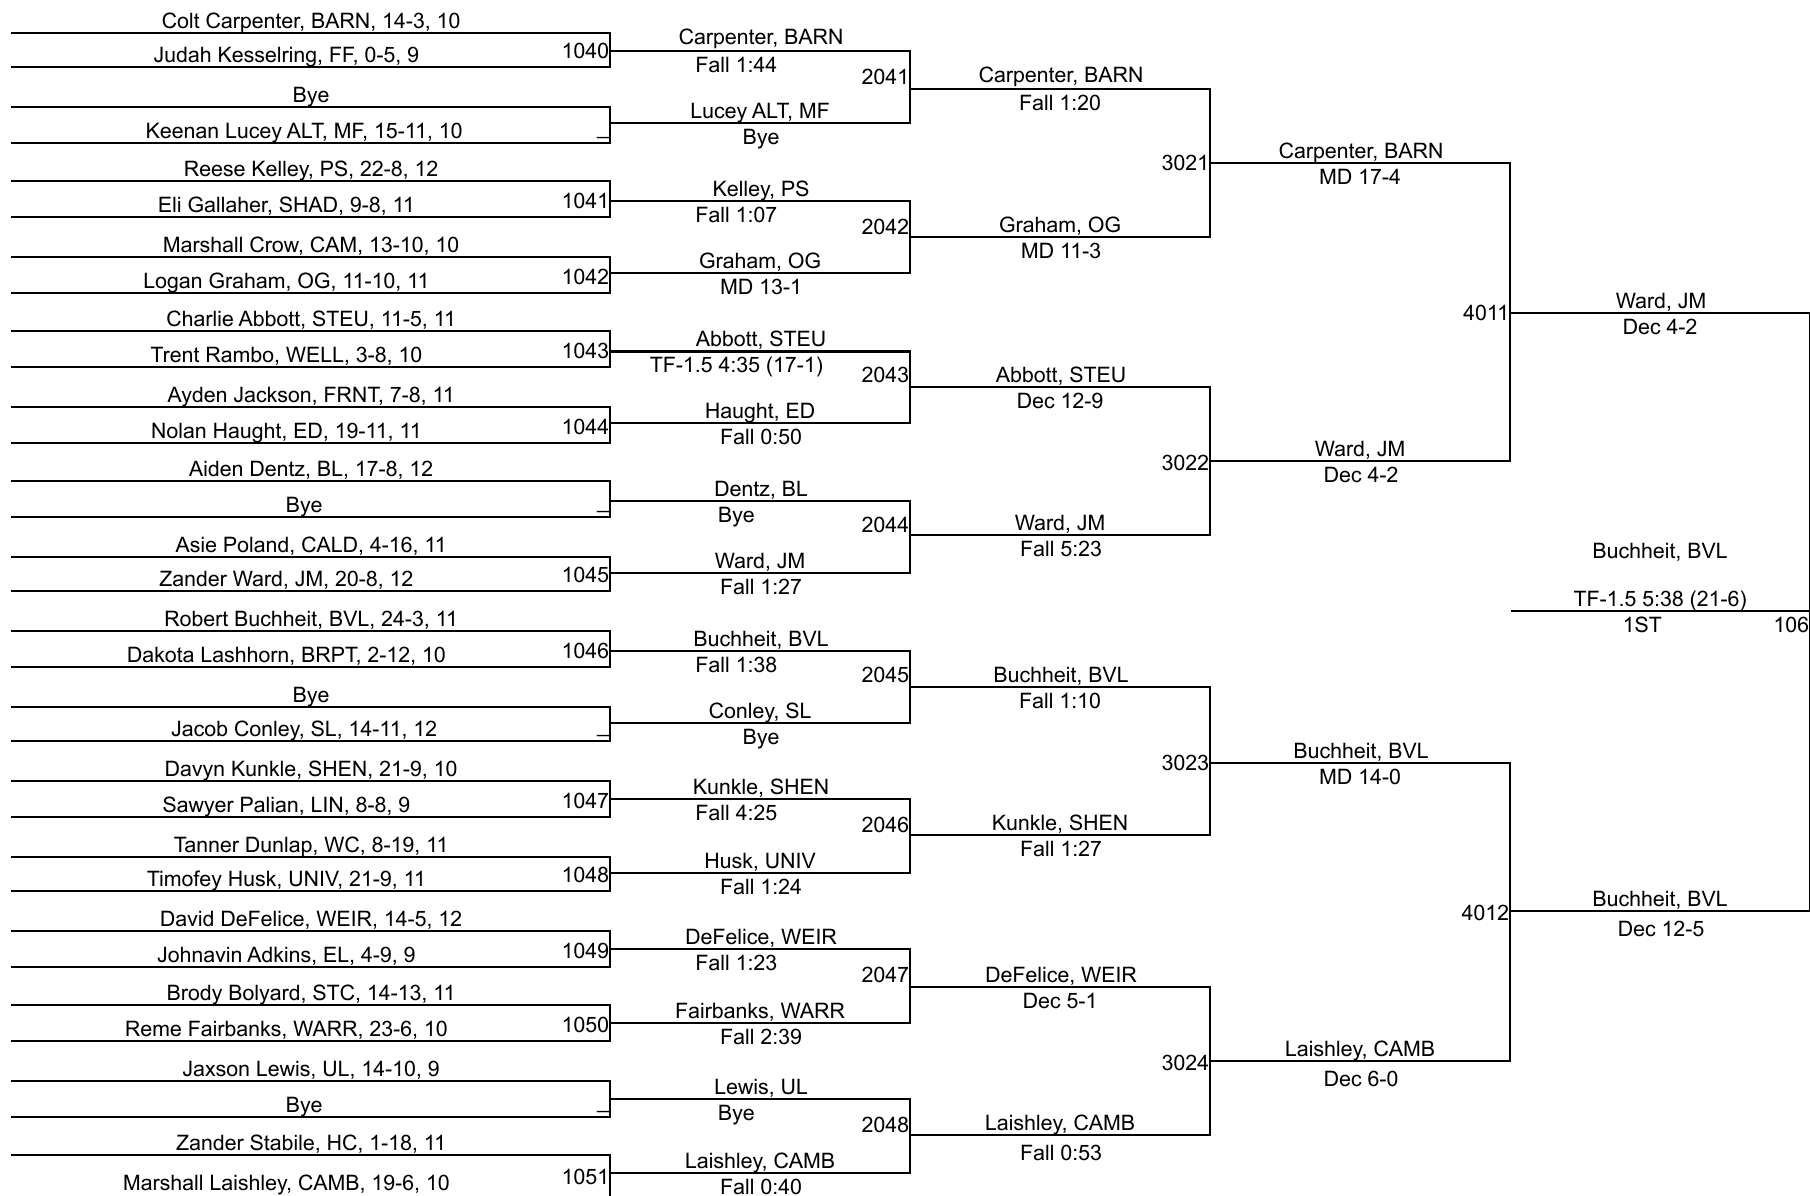 Colt Carpenter, BARN, 14-3, 10
Judah Kesselring, FF, 0-5, 9
1040
Bye
Keenan Lucey ALT, MF, 15-11, 10
_
Reese Kelley, PS, 22-8, 12
Eli Gallaher, SHAD, 9-8, 11
1041
Marshall Crow, CAM, 13-10, 10
Logan Graham, OG, 11-10, 11
1042
Charlie Abbott, STEU, 11-5, 11
Trent Rambo, WELL, 3-8, 10
1043
Ayden Jackson, FRNT, 7-8, 11
Nolan Haught, ED, 19-11, 11
1044
Aiden Dentz, BL, 17-8, 12
Bye
_
Asie Poland, CALD, 4-16, 11
Zander Ward, JM, 20-8, 12
1045
Robert Buchheit, BVL, 24-3, 11
Dakota Lashhorn, BRPT, 2-12, 10
1046
Bye
Jacob Conley, SL, 14-11, 12
_
Davyn Kunkle, SHEN, 21-9, 10
Sawyer Palian, LIN, 8-8, 9
1047
Tanner Dunlap, WC, 8-19, 11
Timofey Husk, UNIV, 21-9, 11
1048
David DeFelice, WEIR, 14-5, 12
Johnavin Adkins, EL, 4-9, 9
1049
Brody Bolyard, STC, 14-13, 11
Reme Fairbanks, WARR, 23-6, 10
1050
Jaxson Lewis, UL, 14-10, 9
Bye
_
Zander Stabile, HC, 1-18, 11
Marshall Laishley, CAMB, 19-6, 10
1051
Carpenter, BARN
Fall 1:44
2041
Lucey ALT, MF
Bye
Kelley, PS
Fall 1:07
2042
Graham, OG
MD 13-1
Abbott, STEU
TF-1.5 4:35 (17-1)
2043
Haught, ED
Fall 0:50
Dentz, BL
Bye
2044
Ward, JM
Fall 1:27
Buchheit, BVL
Fall 1:38
2045
Conley, SL
Bye
Kunkle, SHEN
Fall 4:25
2046
Husk, UNIV
Fall 1:24
DeFelice, WEIR
Fall 1:23
2047
Fairbanks, WARR
Fall 2:39
Lewis, UL
Bye
2048
Laishley, CAMB
Fall 0:40
Carpenter, BARN
Fall 1:20
3021
Graham, OG
MD 11-3
Abbott, STEU
Dec 12-9
3022
Ward, JM
Fall 5:23
Buchheit, BVL
Fall 1:10
3023
Kunkle, SHEN
Fall 1:27
DeFelice, WEIR
Dec 5-1
3024
Laishley, CAMB
Fall 0:53
Carpenter, BARN
MD 17-4
4011
Ward, JM
Dec 4-2
Buchheit, BVL
MD 14-0
4012
Laishley, CAMB
Dec 6-0
Ward, JM
Dec 4-2
Buchheit, BVL
TF-1.5 5:38 (21-6)
1ST
106
Buchheit, BVL
Dec 12-5